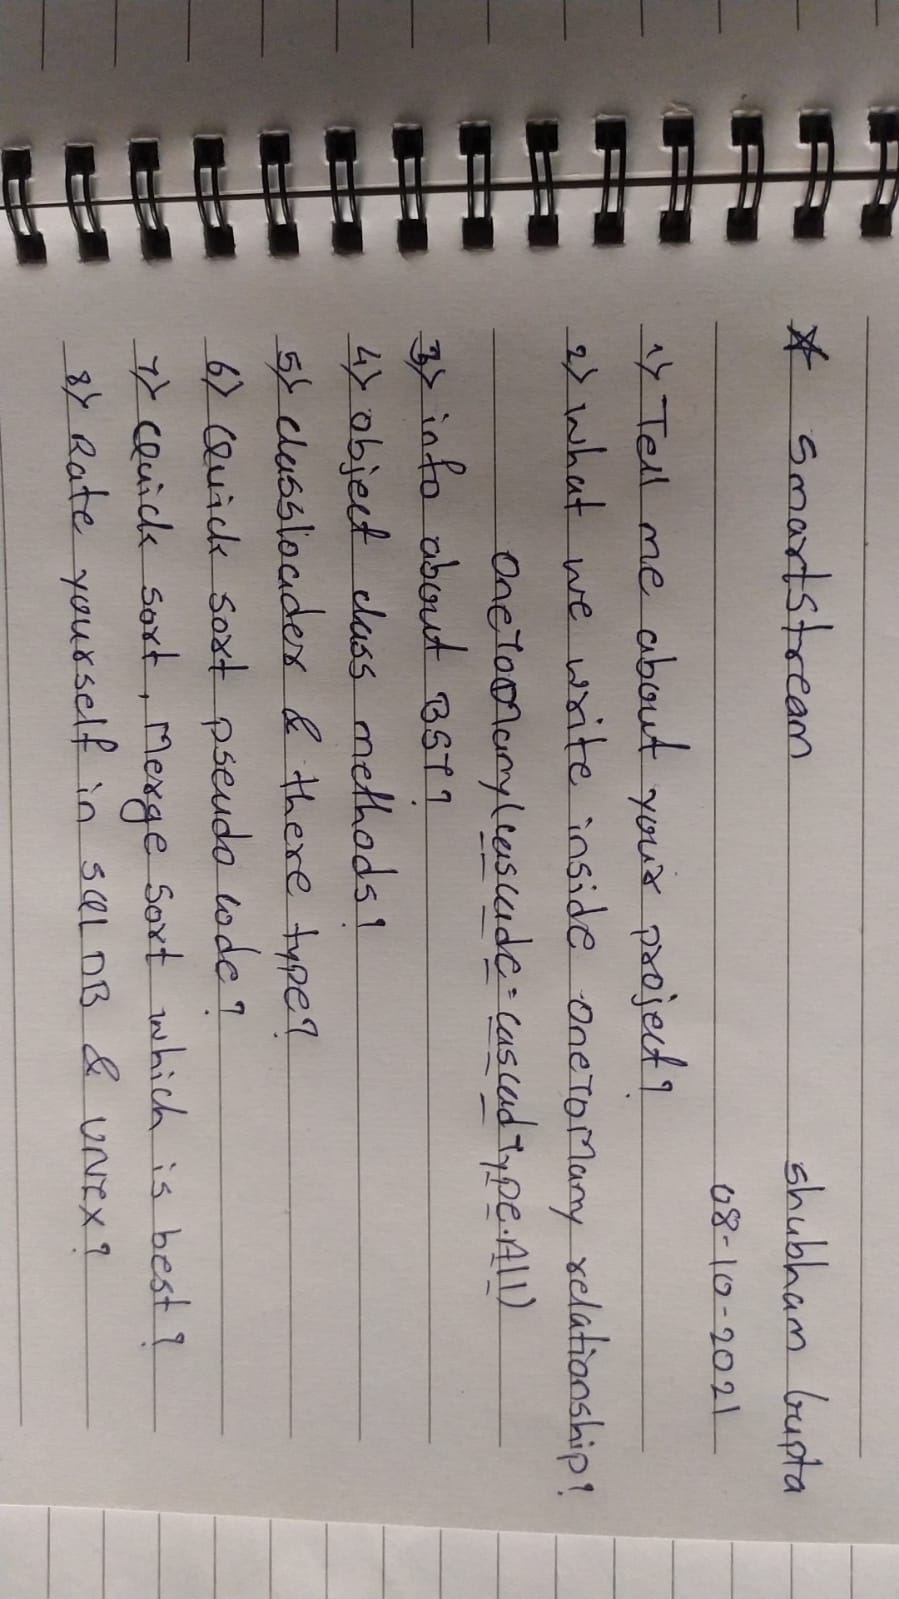 * Smartstream Shubham Gupta
08-10-2021
1) Tell me about your project?
2) What we write inside OneToMany relationship?
OneToMany(cascade = CascadType.All)
3) info about BST?
4) object class methods?
5) classloader & there type?
6) Quick sort pseudo code?
7) Quick sort, Merge Sort which is best?
8) Rate yourself in SQL DB & UNIX?